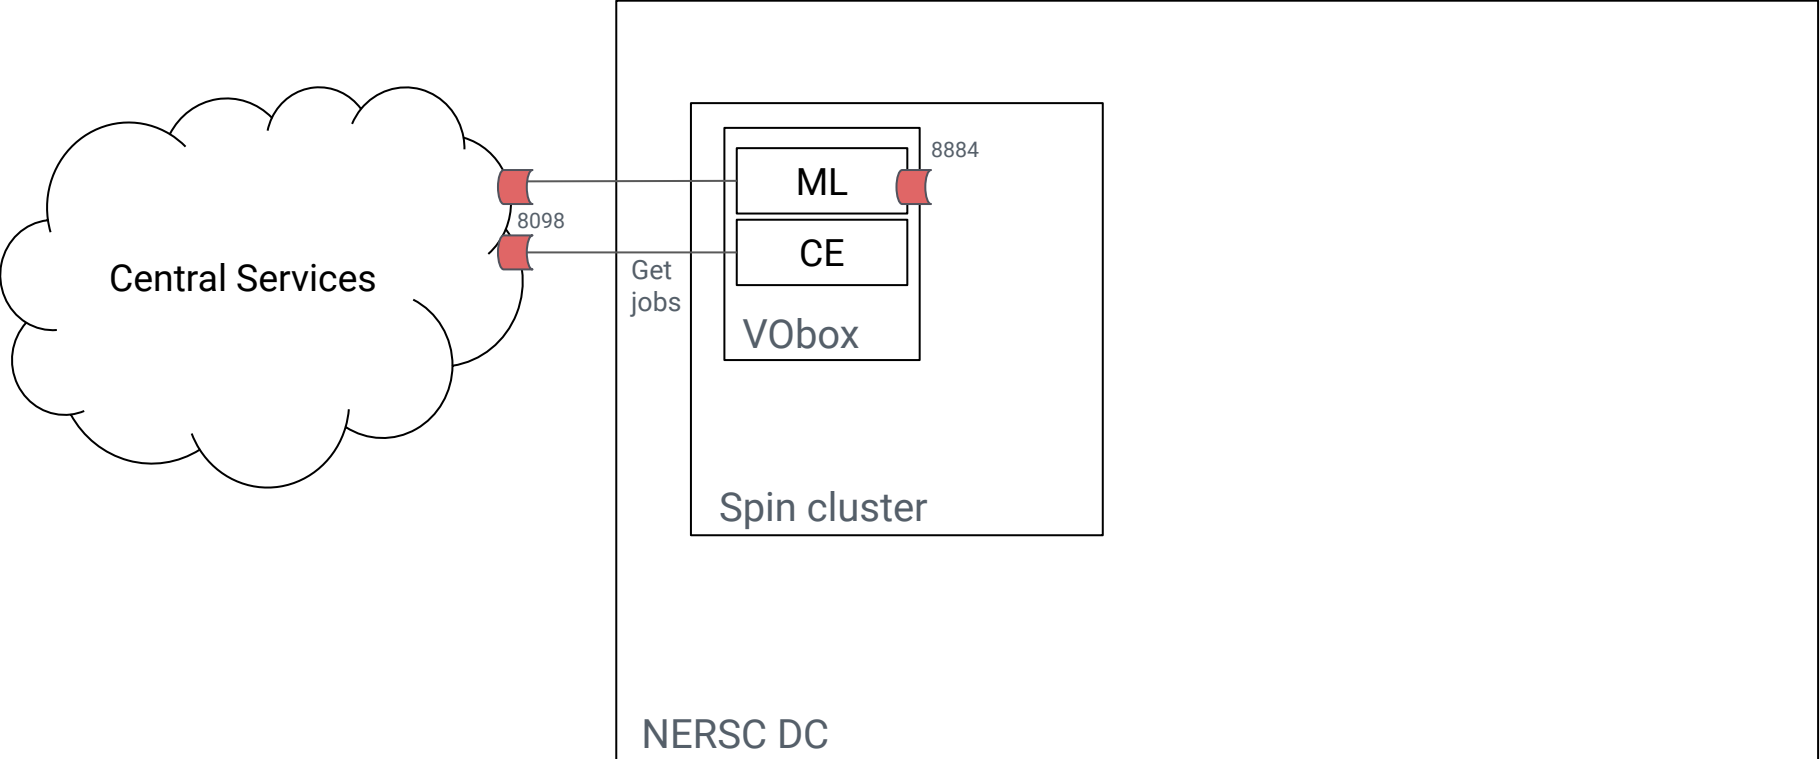 8884
ML
8098
CE
Get
jobs
Central Services
VObox
Spin cluster
NERSC DC